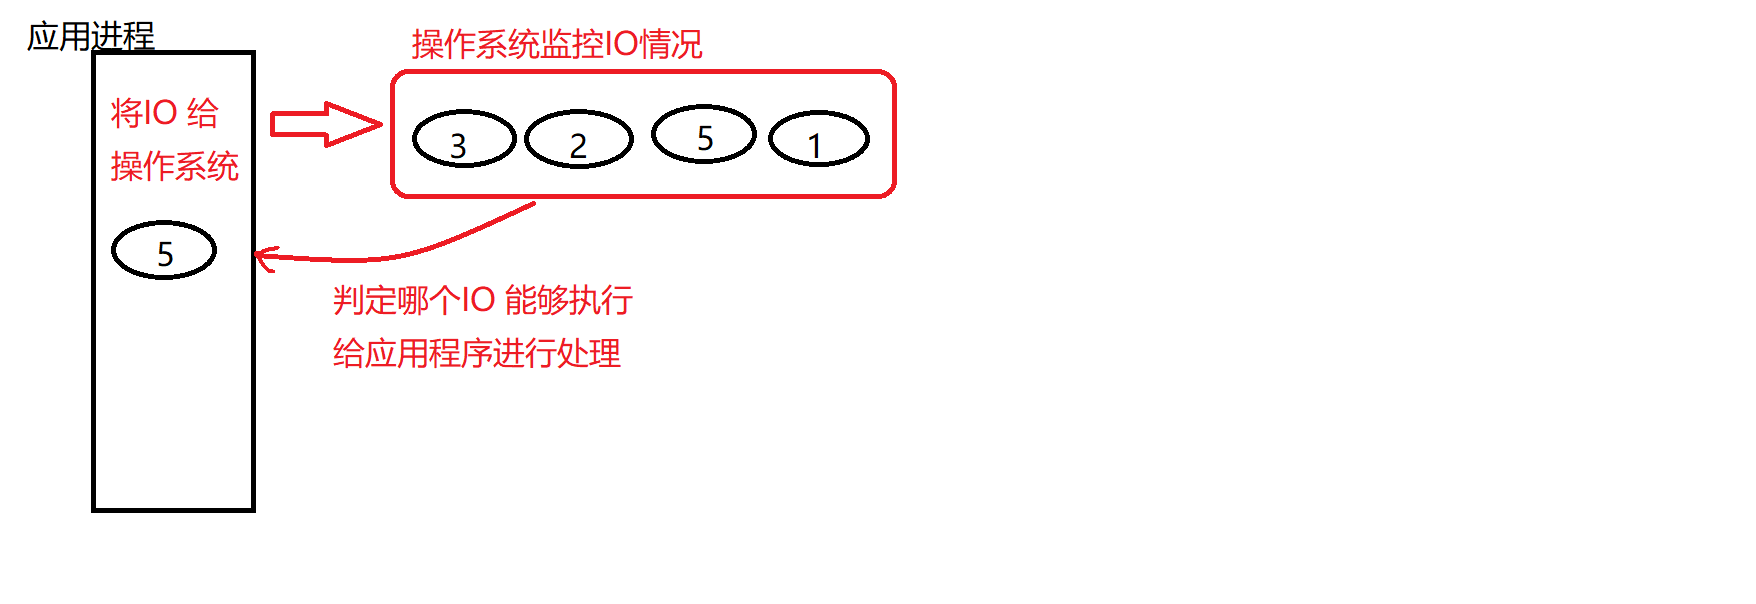 应用进程
操作系统监控IO情况
将IO 给
操作系统
3 2 5 1
5
判定哪个IO 能够执行
给应用程序进行处理